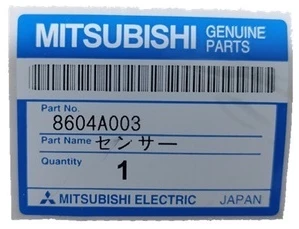 MITSUBISHI GENUINE PARTS
Part No. 8604A003
Part Name センサー
Quantity 1
MITSUBISHI ELECTRIC JAPAN